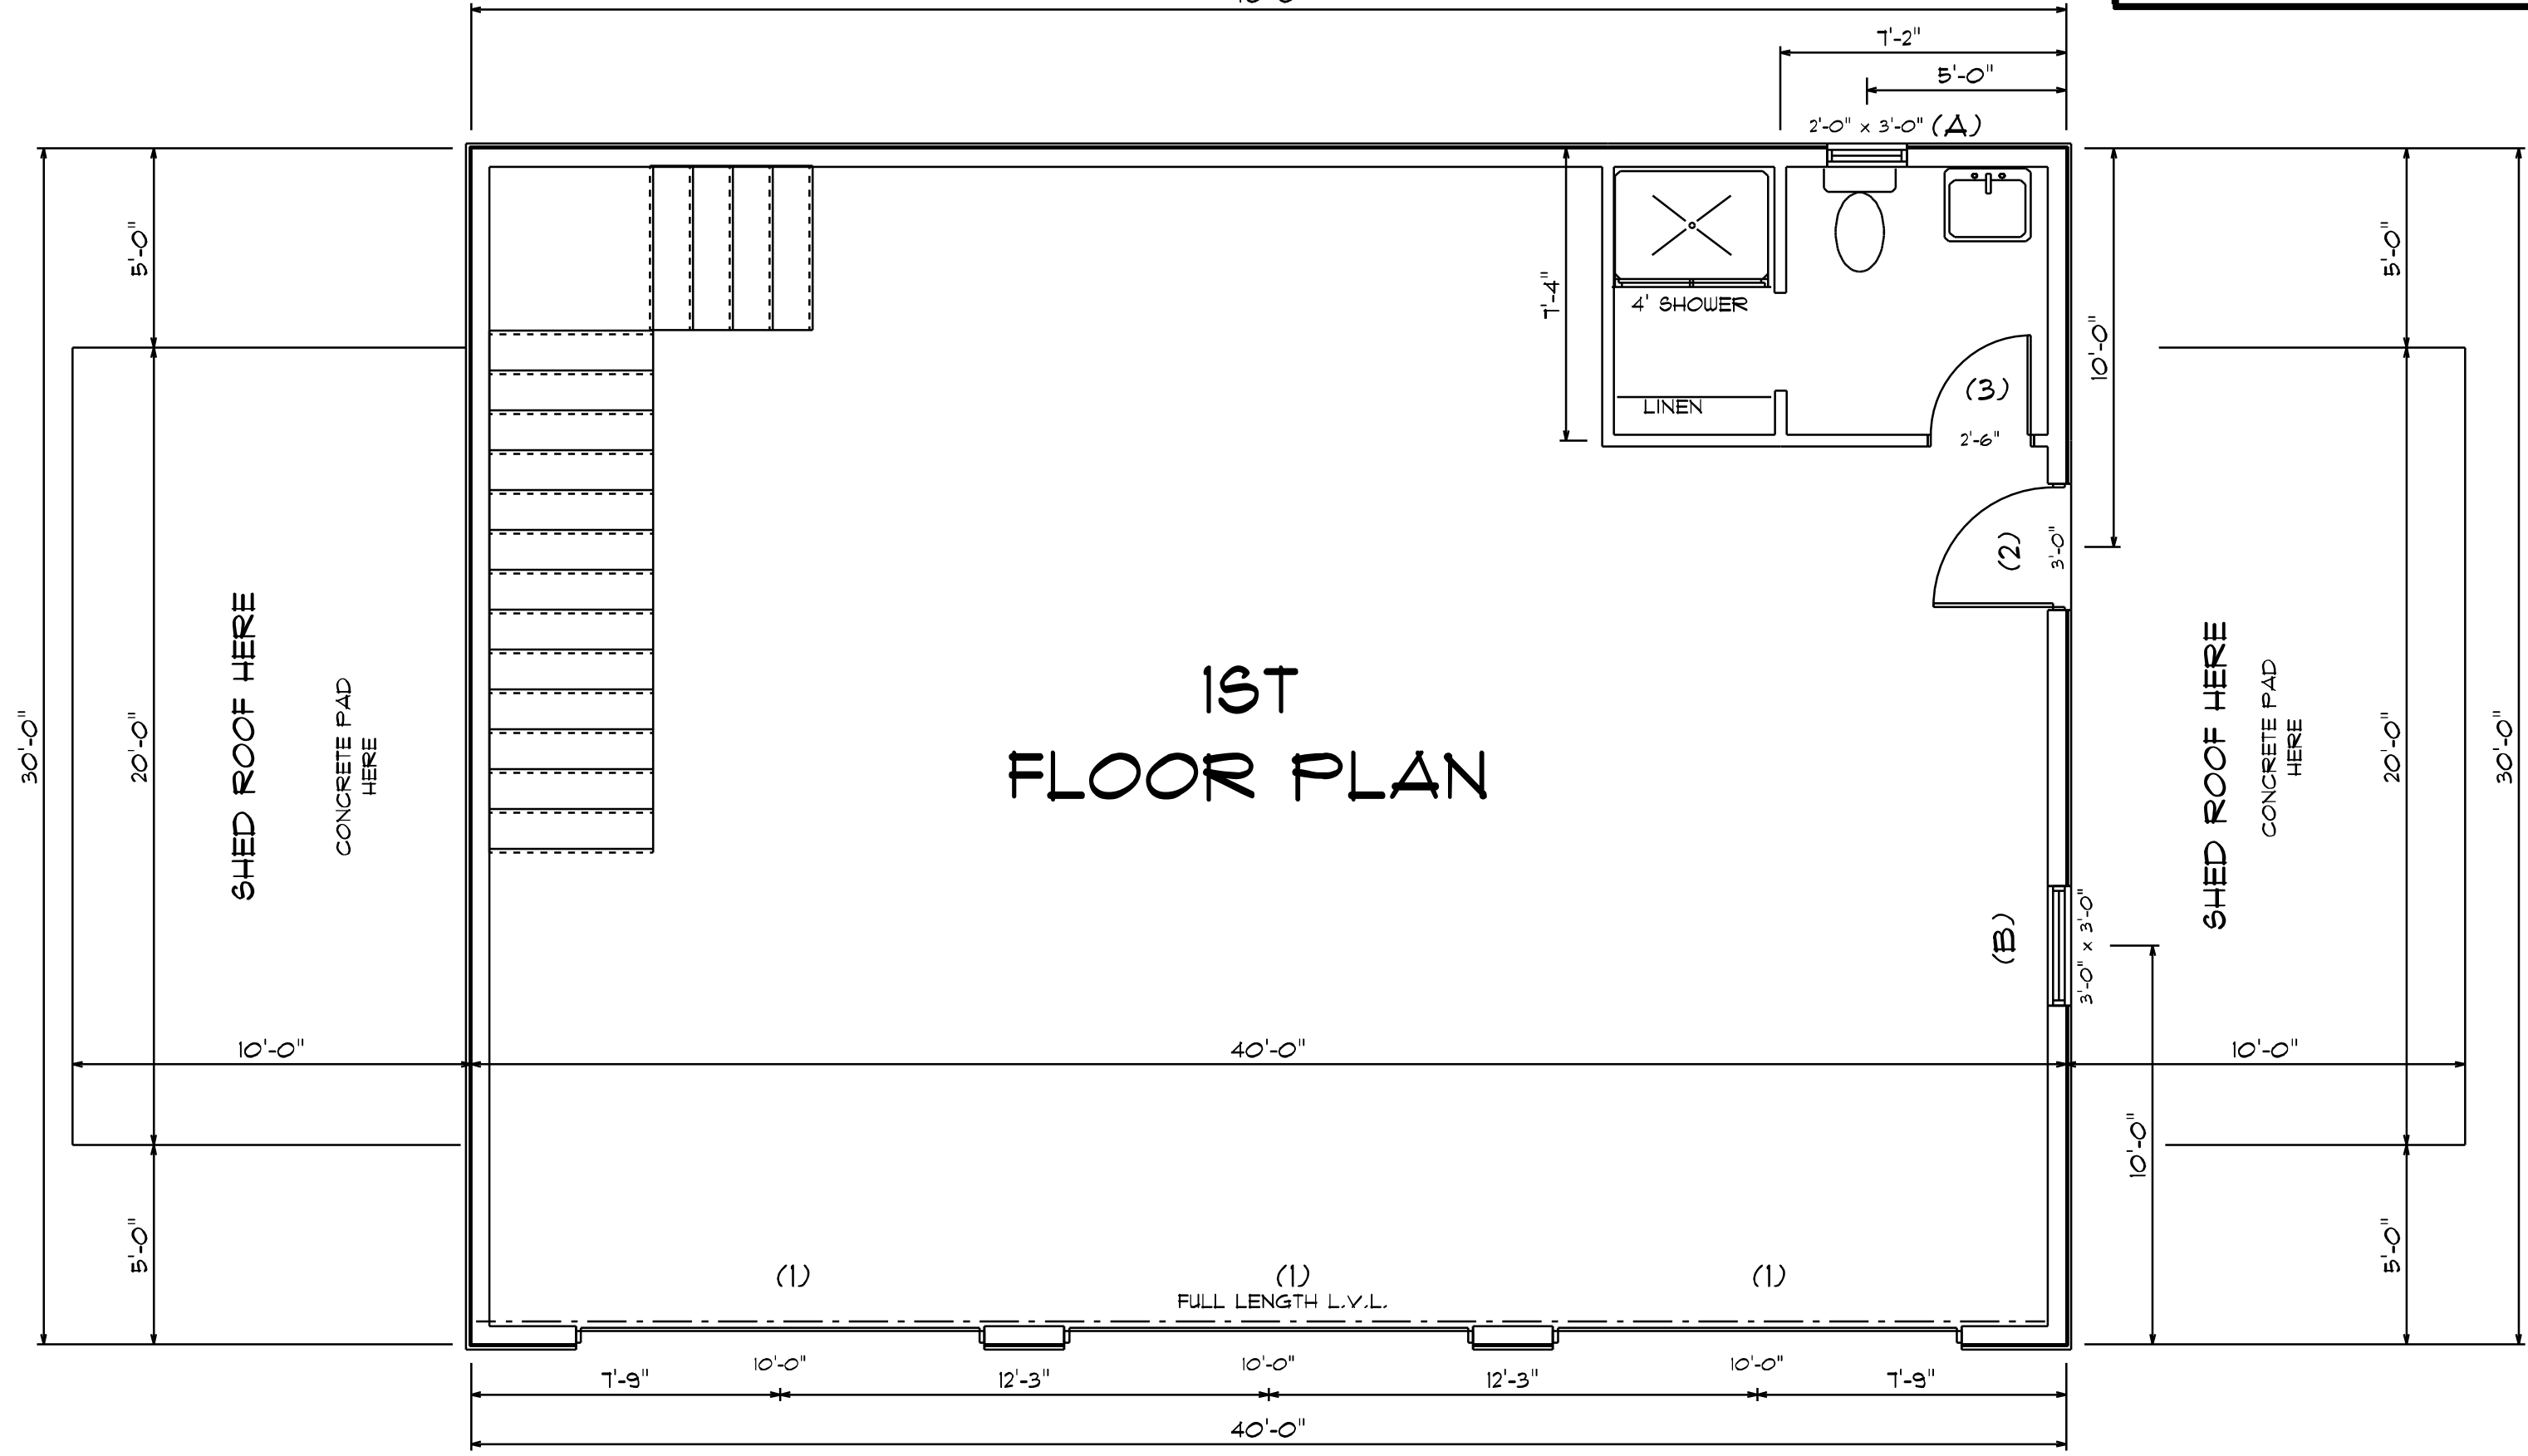 7'-2"
5'-0"
2'-0" x 3'-0" (A)
5'-0"
5'-0"
7'-4"
4' SHOWER
10'-0"
(3)
LINEN
2'-6"
(2)
3'-0"
30'-0"
20'-0"
SHED ROOF HERE
CONCRETE PAD
HERE
1ST
FLOOR PLAN
SHED ROOF HERE
CONCRETE PAD
HERE
20'-0"
30'-0"
(B)
3'-0" x 3'-0"
10'-0"
40'-0"
10'-0"
10'-0"
5'-0"
5'-0"
(1) (1) (1)
FULL LENGTH L.V.L.
10'-0" 10'-0" 10'-0"
7'-9" 12'-3" 12'-3" 7'-9"
40'-0"